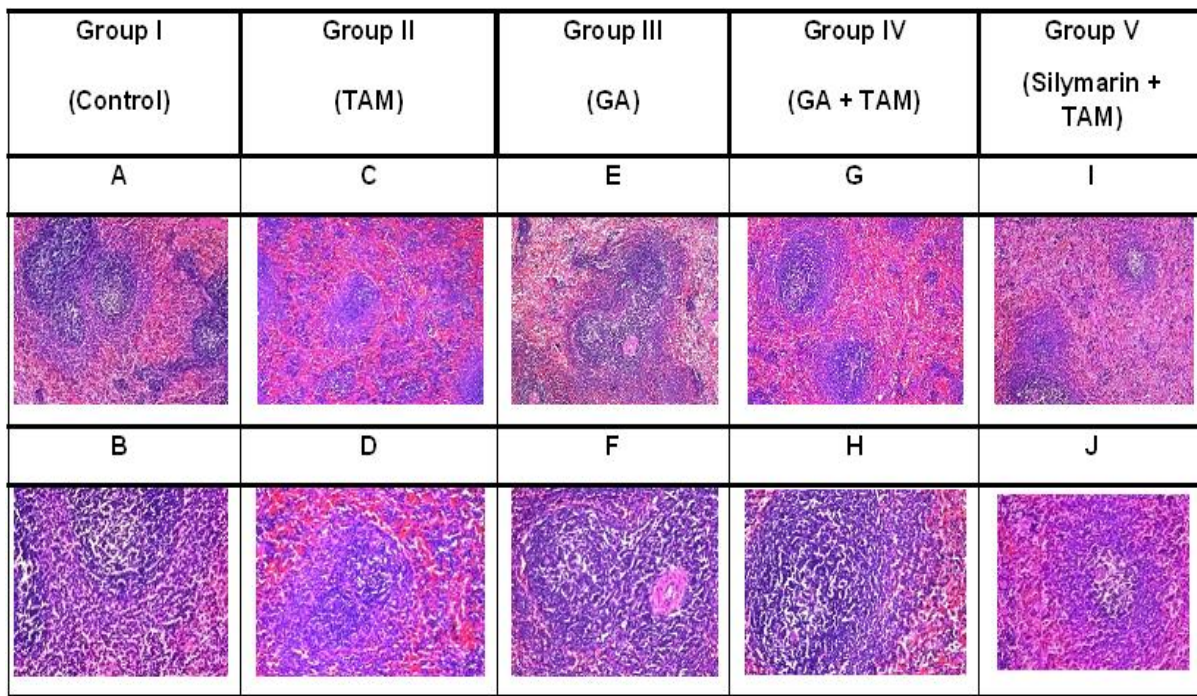 Group I
(Control)
Group II
(TAM)
Group III
(GA)
Group IV
(GA + TAM)
Group V
(Silymarin +
TAM)
A
C
E
G
I
B
D
F
H
J